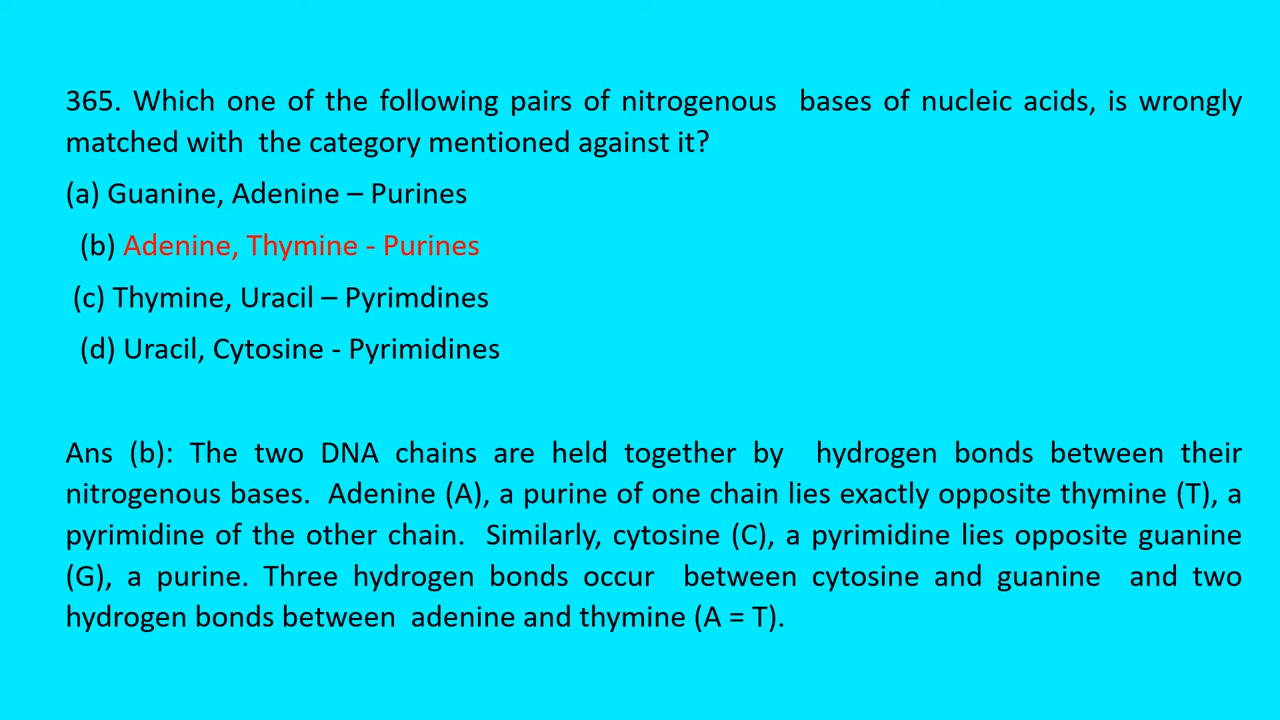 365. Which one of the following pairs of nitrogenous bases of nucleic acids, is wrongly
matched with the category mentioned against it?
(a) Guanine, Adenine – Purines
(b) Adenine, Thymine - Purines
(c) Thymine, Uracil – Pyrimdines
(d) Uracil, Cytosine - Pyrimidines
Ans (b): The two DNA chains are held together by hydrogen bonds between their
nitrogenous bases. Adenine (A), a purine of one chain lies exactly opposite thymine (T), a
pyrimidine of the other chain. Similarly, cytosine (C), a pyrimidine lies opposite guanine
(G), a purine. Three hydrogen bonds occur between cytosine and guanine and two
hydrogen bonds between adenine and thymine (A = T).